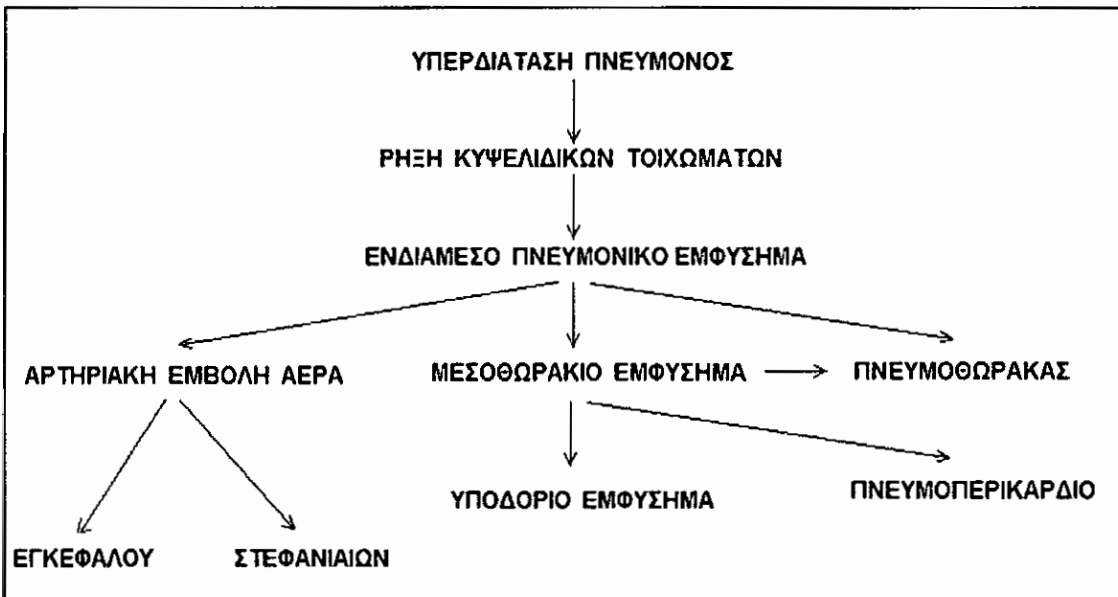 ΥΠΕΡΔΙΑΤΑΣΗ ΠΝΕΥΜΟΝΟΣ
ΡΗΞΗ ΚΥΨΕΛΙΔΙΚΩΝ ΤΟΙΧΩΜΑΤΩΝ
ΕΝΔΙΑΜΕΣΟ ΠΝΕΥΜΟΝΙΚΟ ΕΜΦΥΣΗΜΑ
ΑΡΤΗΡΙΑΚΗ ΕΜΒΟΛΗ ΑΕΡΑ
ΜΕΣΟΘΩΡΑΚΙΟ ΕΜΦΥΣΗΜΑ
ΠΝΕΥΜΟΘΩΡΑΚΑΣ
ΥΠΟΔΟΡΙΟ ΕΜΦΥΣΗΜΑ
ΠΝΕΥΜΟΠΕΡΙΚΑΡΔΙΟ
ΕΓΚΕΦΑΛΟΥ
ΣΤΕΦΑΝΙΑΙΩΝ